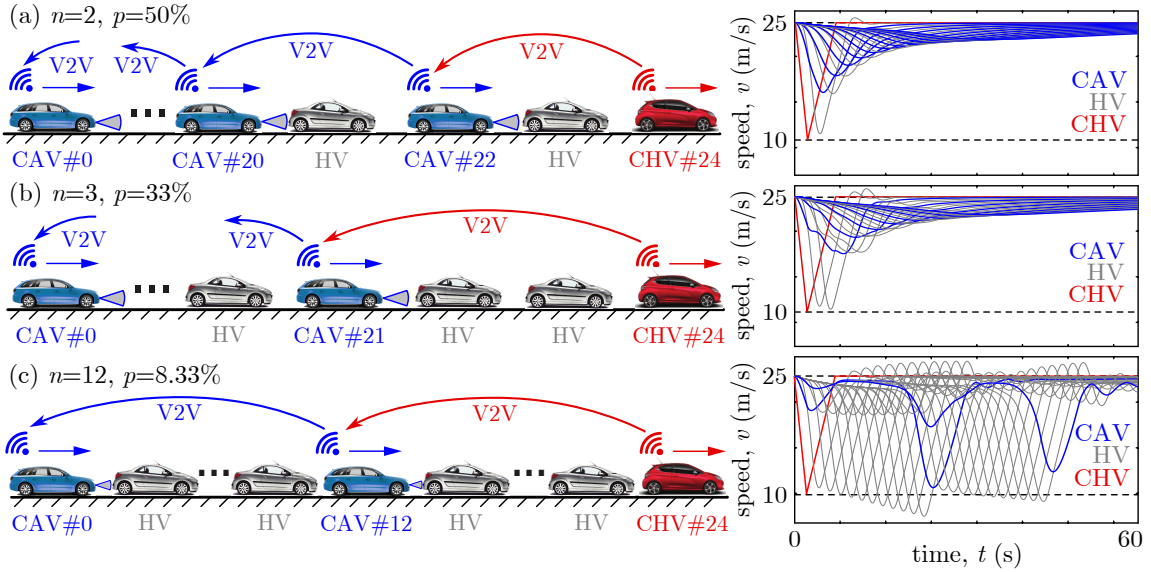 (a) n=2, p=50%
V2V V2V V2V V2V
CAV#0 CAV#20 HV CAV#22 HV CHV#24
speed, v (m/s)
25
10
CAV
HV
CHV
(b) n=3, p=33%
V2V V2V V2V
CAV#0 HV CAV#21 HV HV CHV#24
speed, v (m/s)
25
10
CAV
HV
CHV
(c) n=12, p=8.33%
V2V V2V
CAV#0 HV HV CAV#12 HV HV CHV#24
speed, v (m/s)
25
10
CAV
HV
CHV
0 60
time, t (s)